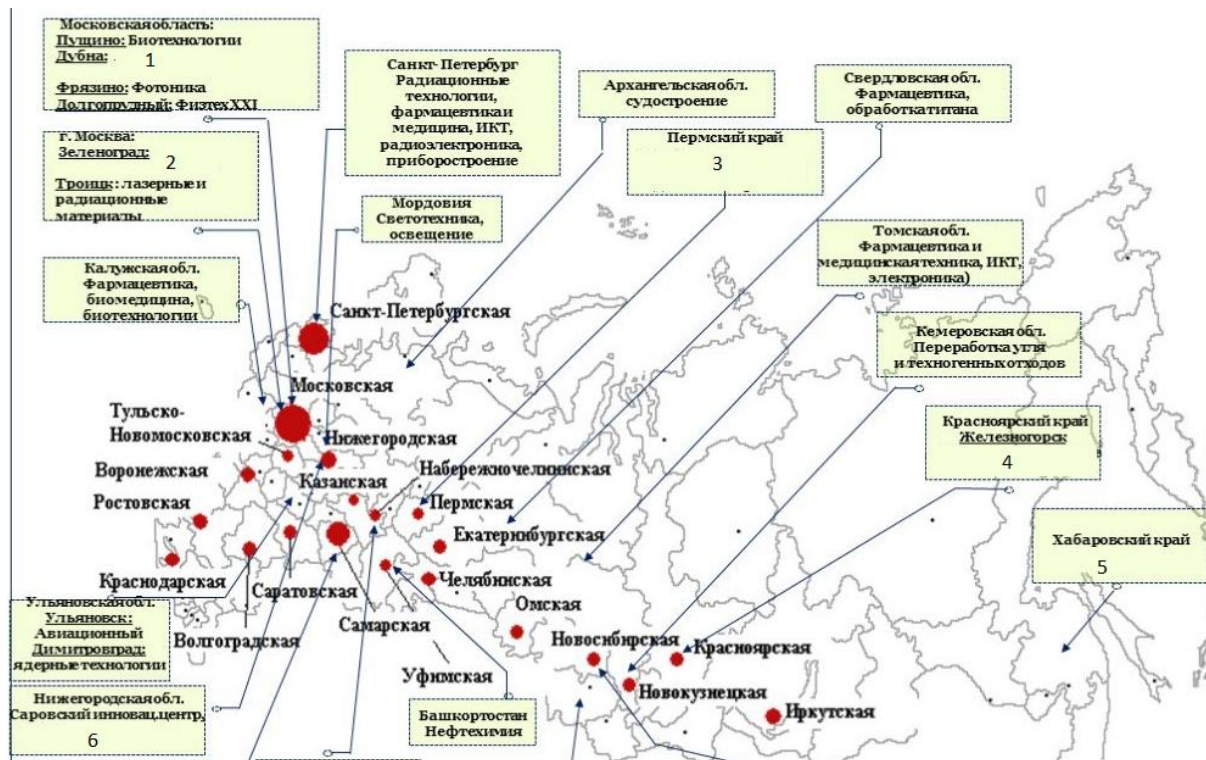 Московская область:
Пущино: Биотехнологии
Дубна:
1
Фрязино: Фотоника
Долгопрудный: Физтех XXI
г. Москва:
Зеленоград:
2
Троицк: лазерные и
радиационные
материалы
Калужская обл.
Фармацевтика,
биомедицина,
биотехнологии
Санкт-Петербург
Радиационные
технологии,
фармацевтика и
медицина, ИКТ,
радиоэлектроника,
приборостроение
Мордовия
Светотехника,
освещение
Архангельская обл.
судостроение
Пермский край
3
Свердловская обл.
Фармацевтика,
обработка титана
Томская обл.
Фармацевтика и
медицинская техника, ИКТ,
электроника)
Кемеровская обл.
Переработка угля
и техногенных отходов
Красноярский край
Железногорск
4
Хабаровский край
5
Санкт-Петербургская
Московская
Тульско-
Новомосковская
Нижегородская
Воронежская
Казанская
Набережночелнинская
Ростовская
Пермская
Екатеринбургская
Краснодарская
Саратовская
Челябинская
Волгоградская
Самарская
Омская
Уфимская
Новосибирская
Красноярская
Новокузнецкая
Иркутская
Ульяновская обл.
Ульяновск:
Авиационный
Димитровград:
ядерные технологии
Нижегородская обл.
Саровский инновац.центр,
6
Башкортостан
Нефтехимия